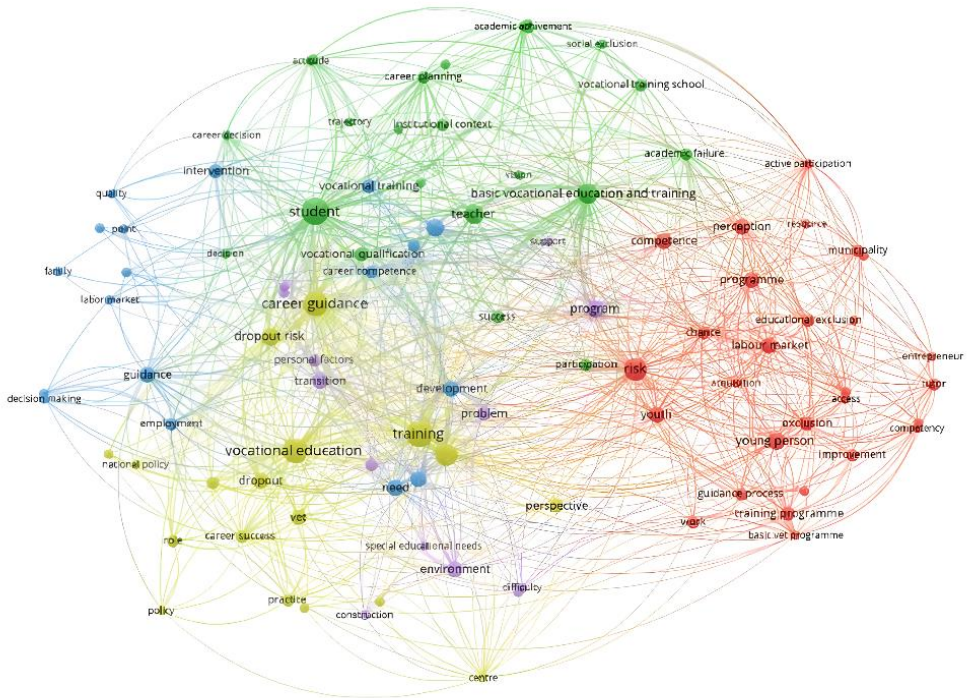 academic achivement
social exclusion
attitude
career planning
vocational training school
trajectory
institutional context
career decision
academic failure
active participation
intervention
vocational training
vision
quality
basic vocational education and training
student
teacher
resource
point
perception
support
competence
decision
vocational qualification
municipality
family
career competence
programme
labor market
career guidance
program
success
educational exclusion
dropout risk
chance
labour market
personal factors
participation
risk
entrepreneur
guidance
transition
development
acquisition
tutor
decision making
problem
youth
access
employment
training
exclusion
competency
vocational education
young person
national policy
improvement
dropout
need
guidance process
perspective
vet
training programme
work
role
career success
basic vet programme
special educational needs
environment
difficulty
policy
practice
construction
centre